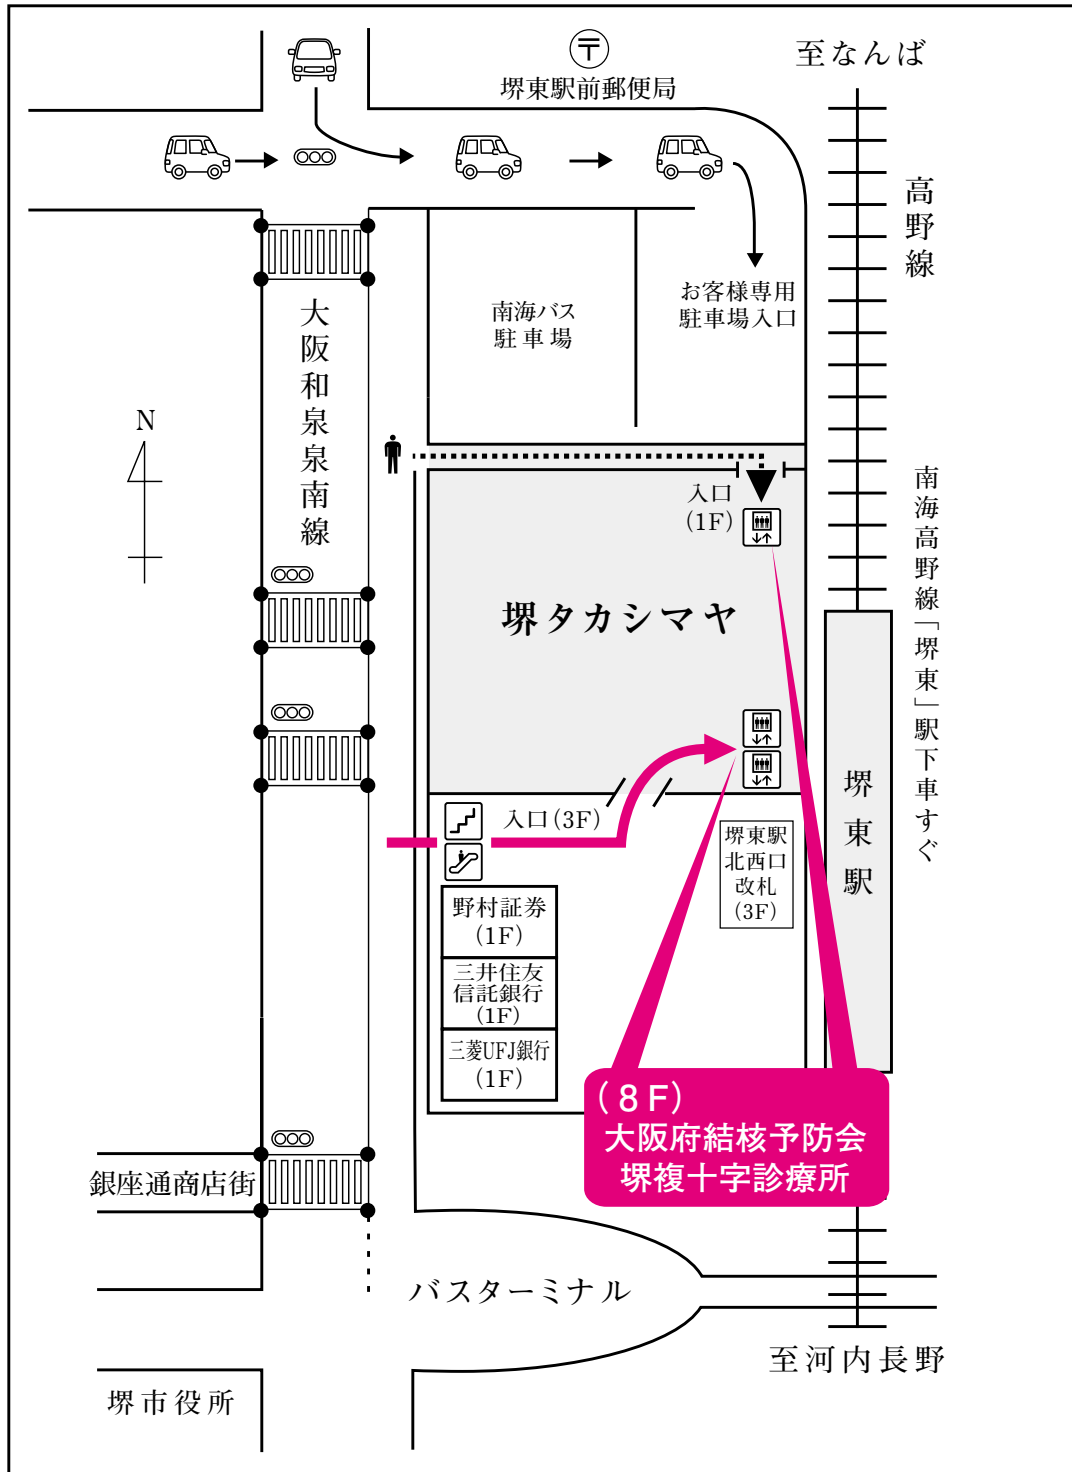 〒
堺東駅前郵便局
至なんば
高野線
大阪和泉泉南線
南海バス
駐車場
お客様専用
駐車場入口
N
入口
(1F)
堺タカシマヤ
南海高野線「堺東」駅下車すぐ
堺東駅
入口(3F)
堺東駅
北西口
改札
(3F)
野村証券
(1F)
三井住友
信託銀行
(1F)
三菱UFJ銀行
(1F)
(8F)
大阪府結核予防会
堺複十字診療所
銀座通商店街
バスターミナル
至河内長野
堺市役所